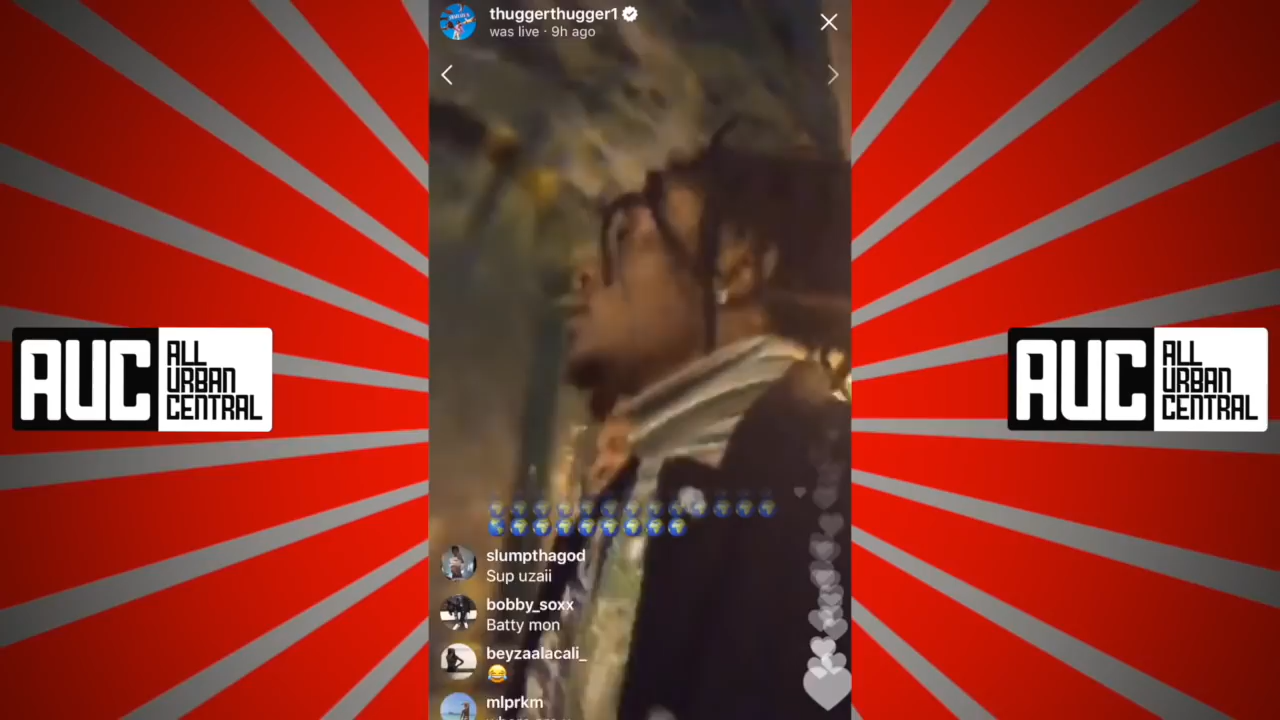 thuggerthugger1
was live · 9h ago
AUC
ALL
URBAN
CENTRAL
AUC
ALL
URBAN
CENTRAL
slumpthagod
Sup uzaii
bobby_soxx
Batty mon
beyzaalacali_
😂
mlprkm